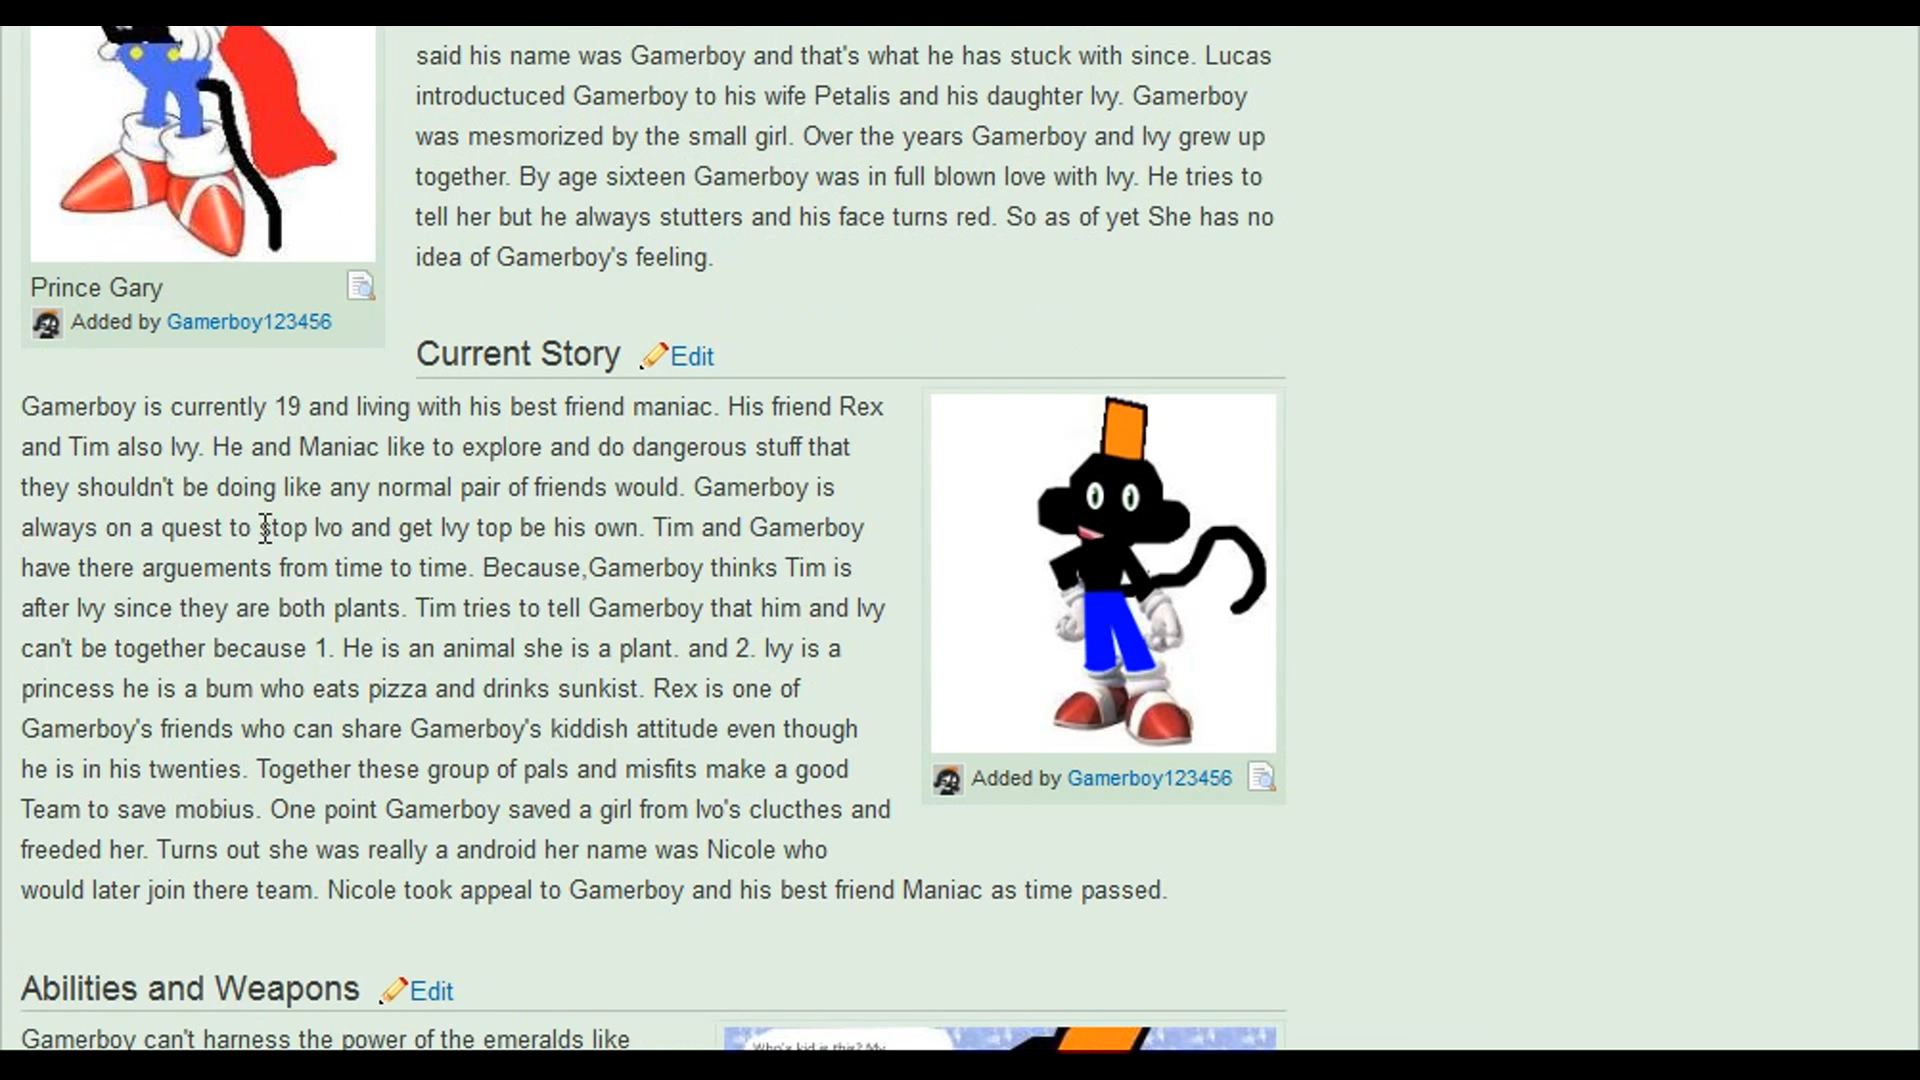 said his name was Gamerboy and that's what he has stuck with since. Lucas
introductuced Gamerboy to his wife Petalis and his daughter Ivy. Gamerboy
was mesmorized by the small girl. Over the years Gamerboy and Ivy grew up
together. By age sixteen Gamerboy was in full blown love with Ivy. He tries to
tell her but he always stutters and his face turns red. So as of yet She has no
idea of Gamerboy's feeling.
Prince Gary
Added by Gamerboy123456
Current Story Edit
Gamerboy is currently 19 and living with his best friend maniac. His friend Rex
and Tim also Ivy. He and Maniac like to explore and do dangerous stuff that
they shouldn't be doing like any normal pair of friends would. Gamerboy is
always on a quest to stop Ivo and get Ivy top be his own. Tim and Gamerboy
have there arguements from time to time. Because,Gamerboy thinks Tim is
after Ivy since they are both plants. Tim tries to tell Gamerboy that him and Ivy
can't be together because 1. He is an animal she is a plant. and 2. Ivy is a
princess he is a bum who eats pizza and drinks sunkist. Rex is one of
Gamerboy's friends who can share Gamerboy's kiddish attitude even though
he is in his twenties. Together these group of pals and misfits make a good
Team to save mobius. One point Gamerboy saved a girl from Ivo's clucthes and
freeded her. Turns out she was really a android her name was Nicole who
would later join there team. Nicole took appeal to Gamerboy and his best friend Maniac as time passed.
Added by Gamerboy123456
Abilities and Weapons Edit
Gamerboy can't harness the power of the emeralds like
Who's kid is this? My